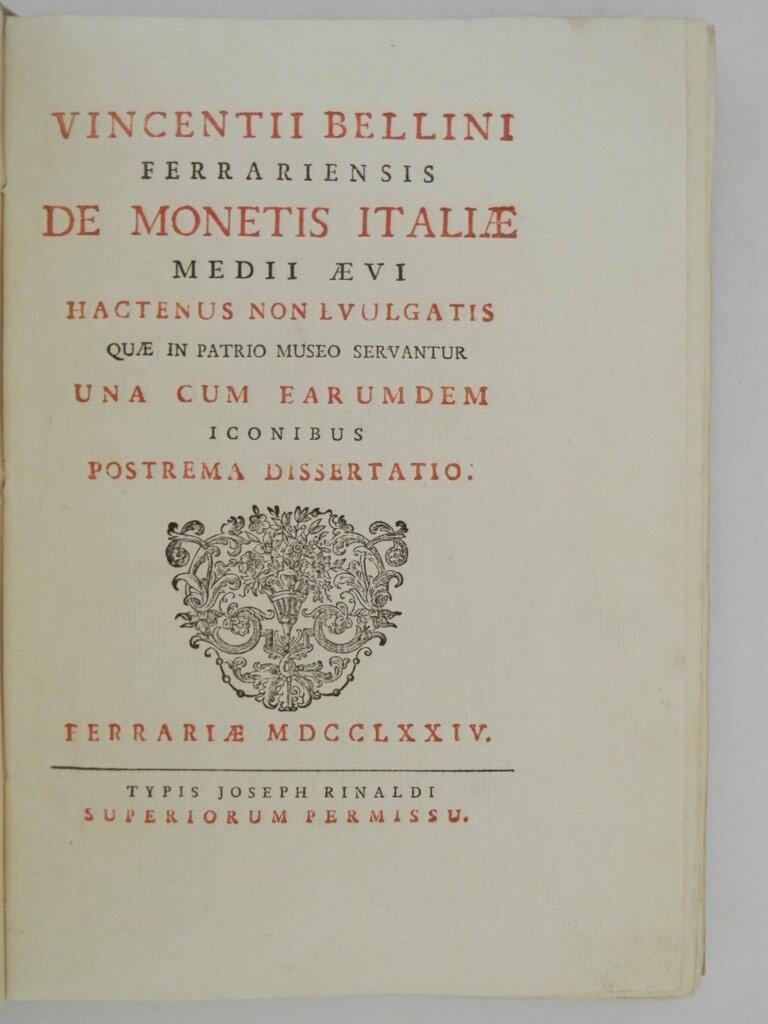 VINCENTII BELLINI
FERRARIENSIS
DE MONETIS ITALIÆ
MEDII ÆVI
HACTENUS NON EVULGATIS
QUÆ IN PATRIO MUSEO SERVANTUR
UNA CUM EARUMDEM
ICONIBUS
POSTREMA DISSERTATIO.
FERRARIÆ MDCCLXXIV.
TYPIS JOSEPH RINALDI
SUPERIORUM PERMISSU.